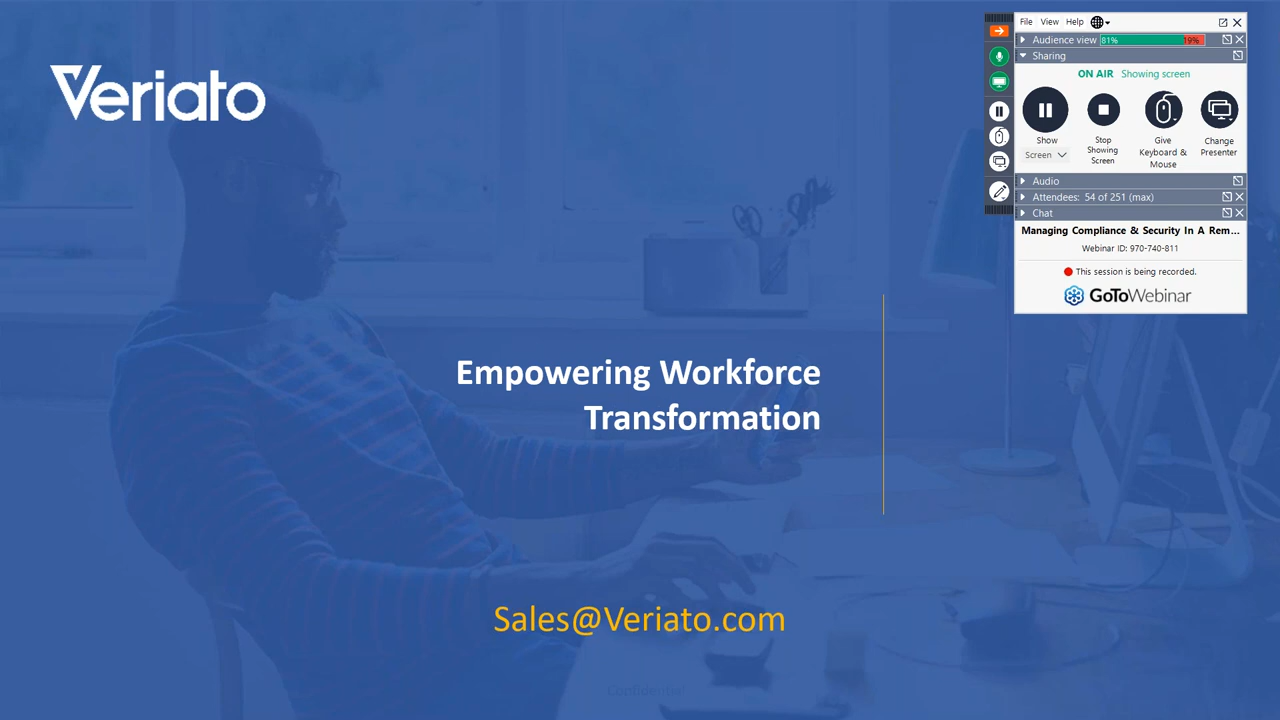 Veriato
Empowering Workforce
Transformation
Sales@Veriato.com
Confidential
File View Help
Audience view 81% 19%
Sharing
ON AIR Showing screen
Show
Screen
Stop
Showing
Screen
Give
Keyboard &
Mouse
Change
Presenter
Audio
Attendees: 54 of 251 (max)
Chat
Managing Compliance & Security In A Rem...
Webinar ID: 970-740-811
This session is being recorded.
GoToWebinar